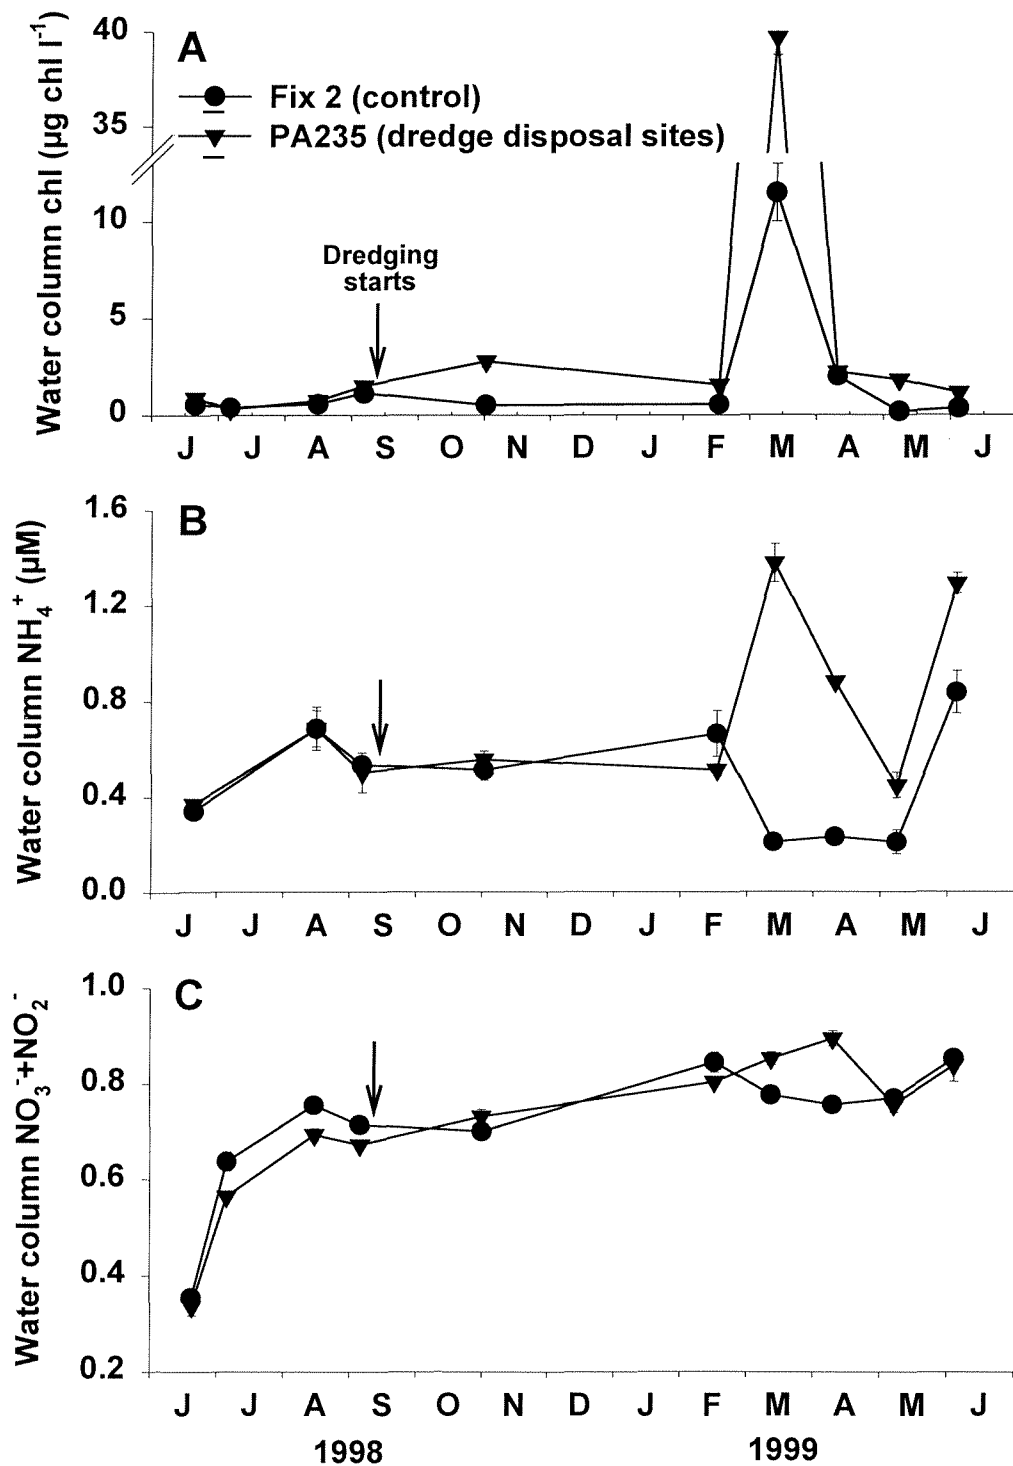 A
Water column chl (µg chl l⁻¹)
40
35
10
5
0
Fix 2 (control)
PA235 (dredge disposal sites)
Dredging
starts
J J A S O N D J F M A M J
B
Water column NH₄⁺ (µM)
1.6
1.2
0.8
0.4
0.0
J J A S O N D J F M A M J
C
Water column NO₃⁻+NO₂⁻
1.0
0.8
0.6
0.4
0.2
J J A S O N D J F M A M J
1998 1999